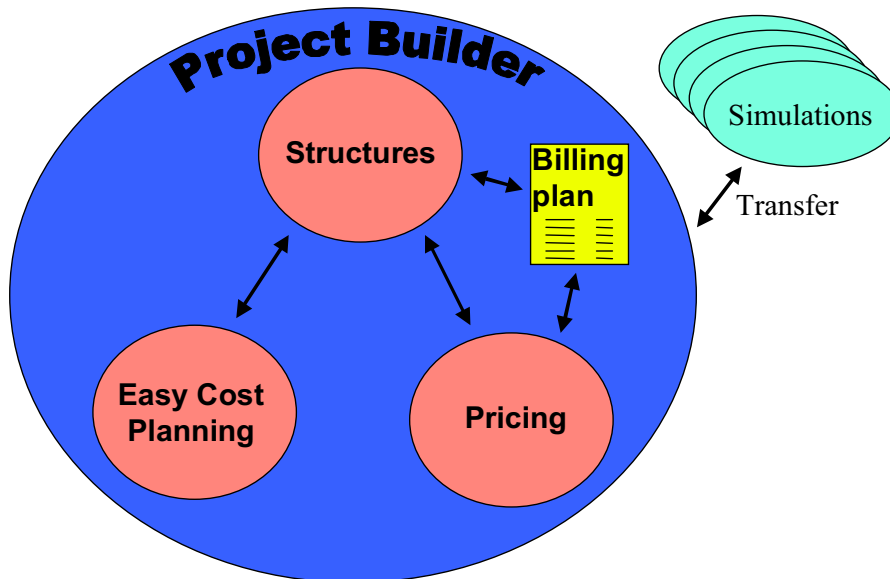 Project Builder
Structures
Billing
plan
Simulations
Transfer
Easy Cost
Planning
Pricing